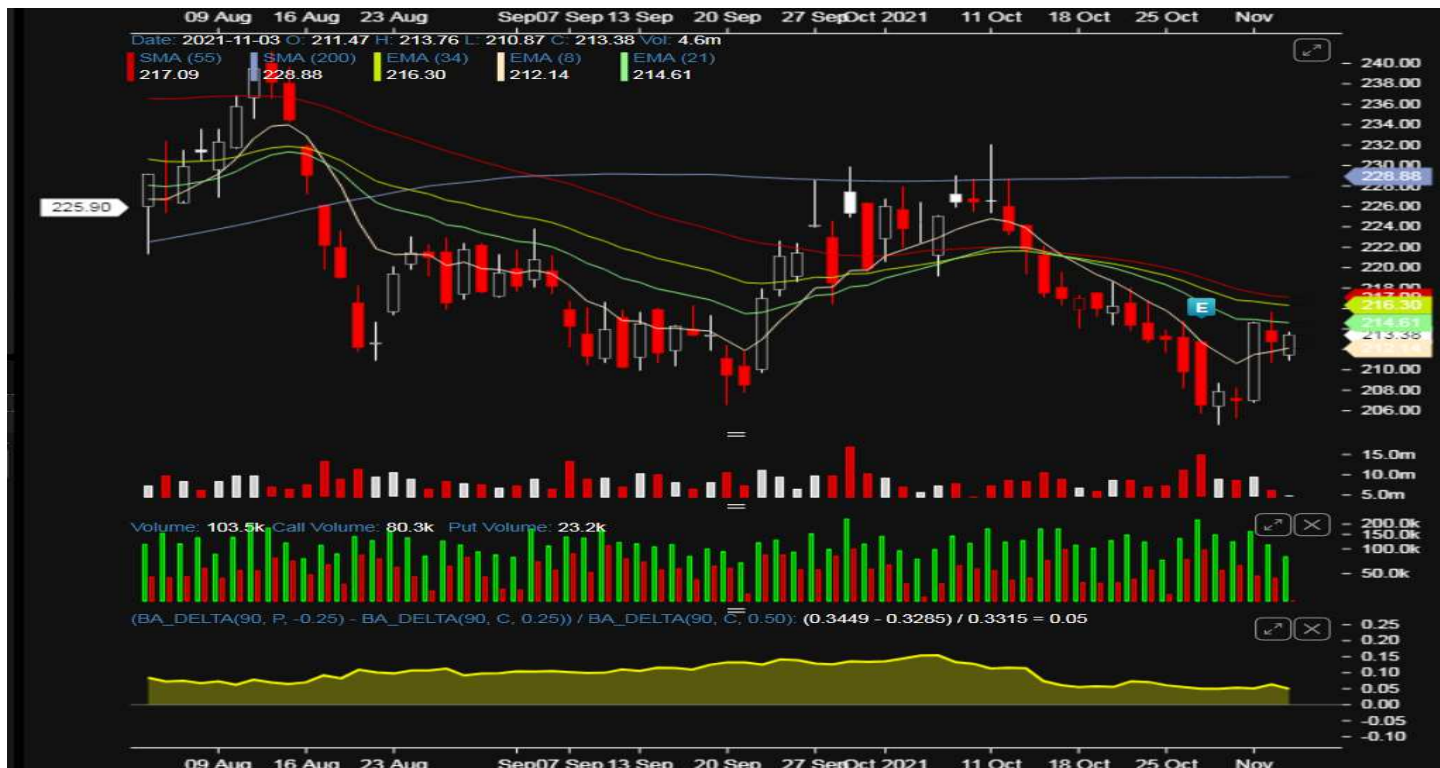 09 Aug 16 Aug 23 Aug Sep07 Sep13 Sep 20 Sep 27 Sep Oct 2021 11 Oct 18 Oct 25 Oct Nov
Date: 2021-11-03 O: 211.47 H: 213.76 L: 210.87 C: 213.38 Vol: 4.6m
SMA (55) SMA (200) EMA (34) EMA (8) EMA (21)
217.09 228.88 216.30 212.14 214.61
240.00
238.00
236.00
234.00
232.00
230.00
228.88
228.00
225.90
226.00
224.00
222.00
220.00
218.00
E
216.30
214.61
213.38
210.00
208.00
206.00
15.0m
10.0m
5.0m
Volume: 103.5k Call Volume: 80.3k Put Volume: 23.2k
200.0k
150.0k
100.0k
50.0k
(BA_DELTA(90, P, -0.25) - BA_DELTA(90, C, 0.25)) / BA_DELTA(90, C, 0.50): (0.3449 - 0.3285) / 0.3315 = 0.05
0.25
0.20
0.15
0.10
0.05
0.00
-0.05
-0.10
09 Aug 16 Aug 23 Aug Sep07 Sep13 Sep 20 Sep 27 Sep Oct 2021 11 Oct 18 Oct 25 Oct Nov